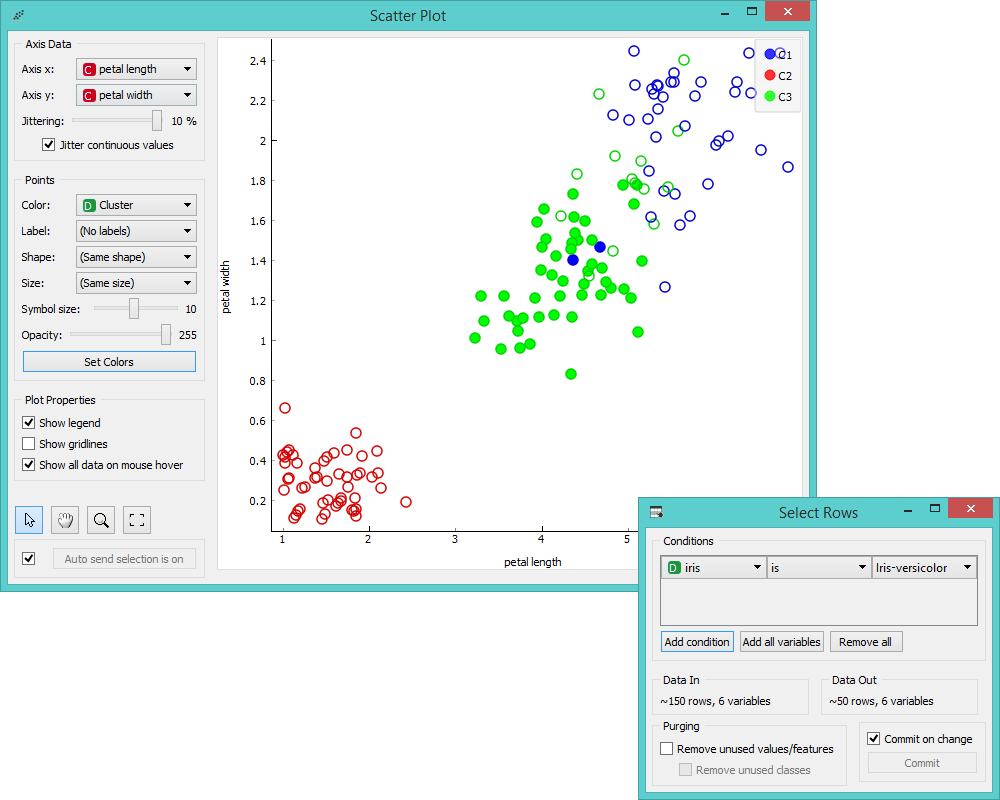 Scatter Plot
Axis Data
Axis x: C petal length
Axis y: C petal width
Jittering: 10 %
Jitter continuous values
Points
Color: D Cluster
Label: (No labels)
Shape: (Same shape)
Size: (Same size)
Symbol size: 10
Opacity: 255
Set Colors
Plot Properties
Show legend
Show gridlines
Show all data on mouse hover
Auto send selection is on
petal width
2.4
2.2
2
1.8
1.6
1.4
1.2
1
0.8
0.6
0.4
0.2
1 2 3 4 5
petal length
C1
C2
C3
Select Rows
Conditions
D iris is Iris-versicolor
Add condition Add all variables Remove all
Data In Data Out
~150 rows, 6 variables ~50 rows, 6 variables
Purging
Remove unused values/features Commit on change
Remove unused classes Commit